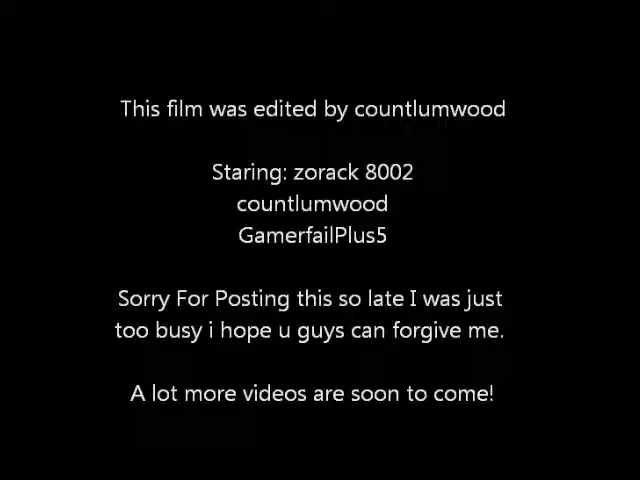 This film was edited by countlumwood
Staring: zorack 8002
countlumwood
GamerfailPlus5
Sorry For Posting this so late I was just
too busy i hope u guys can forgive me.
A lot more videos are soon to come!